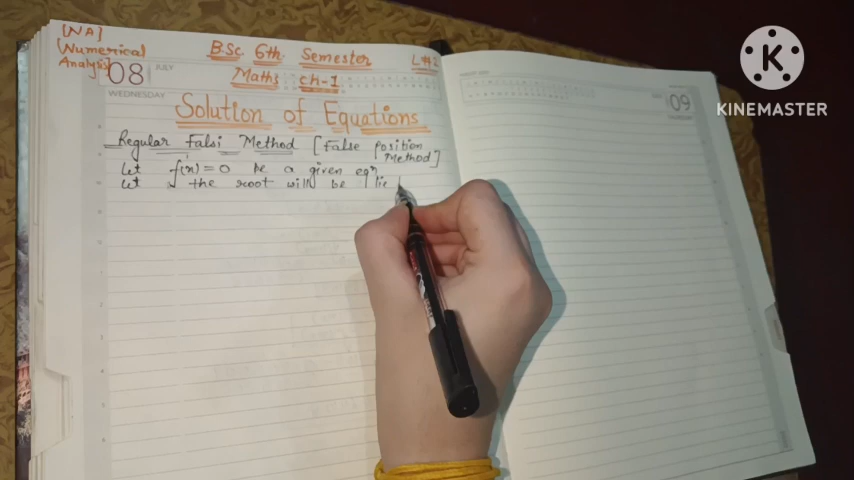 [NA]
[Numerical
Analysis]
BSc. 6th Semester
L#2
Maths ch-1
08 JULY
WEDNESDAY
Solution of Equations
Regular Falsi Method [False position
Method]
Let f(x) = 0 be a given eqn
Let the root will be lie
09
K
KINEMASTER